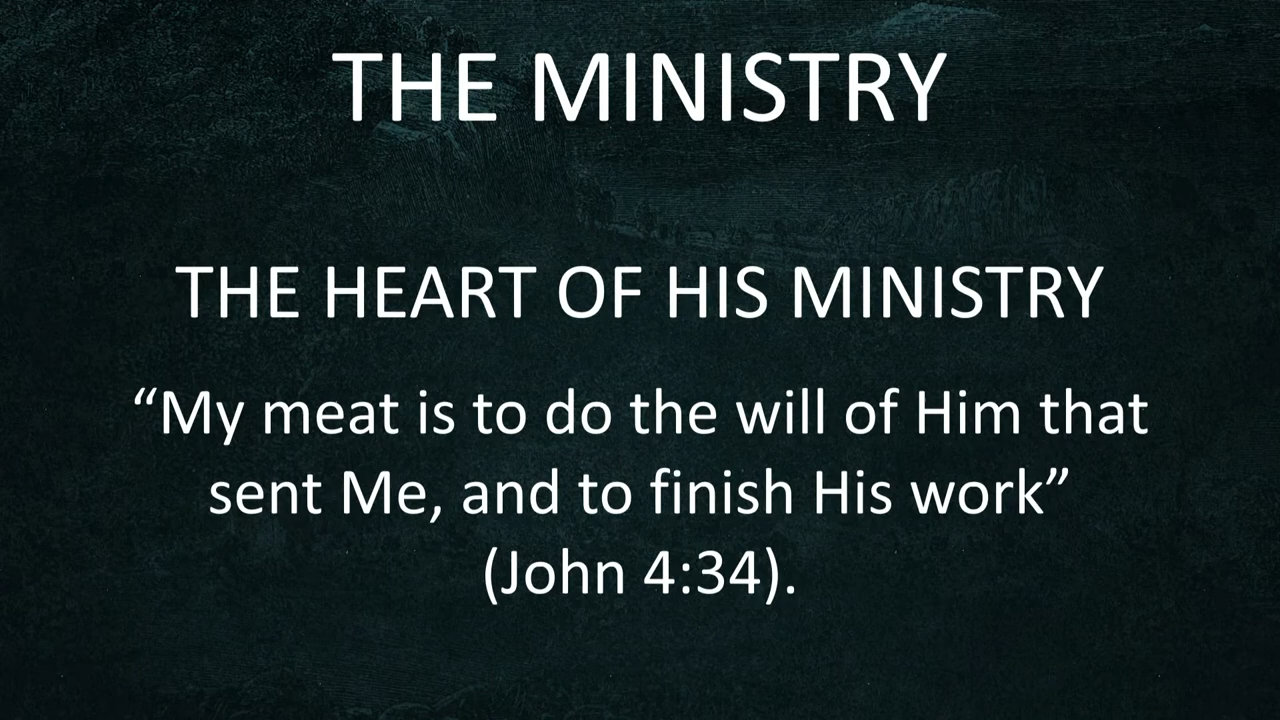 THE MINISTRY
THE HEART OF HIS MINISTRY
“My meat is to do the will of Him that
sent Me, and to finish His work”
(John 4:34).